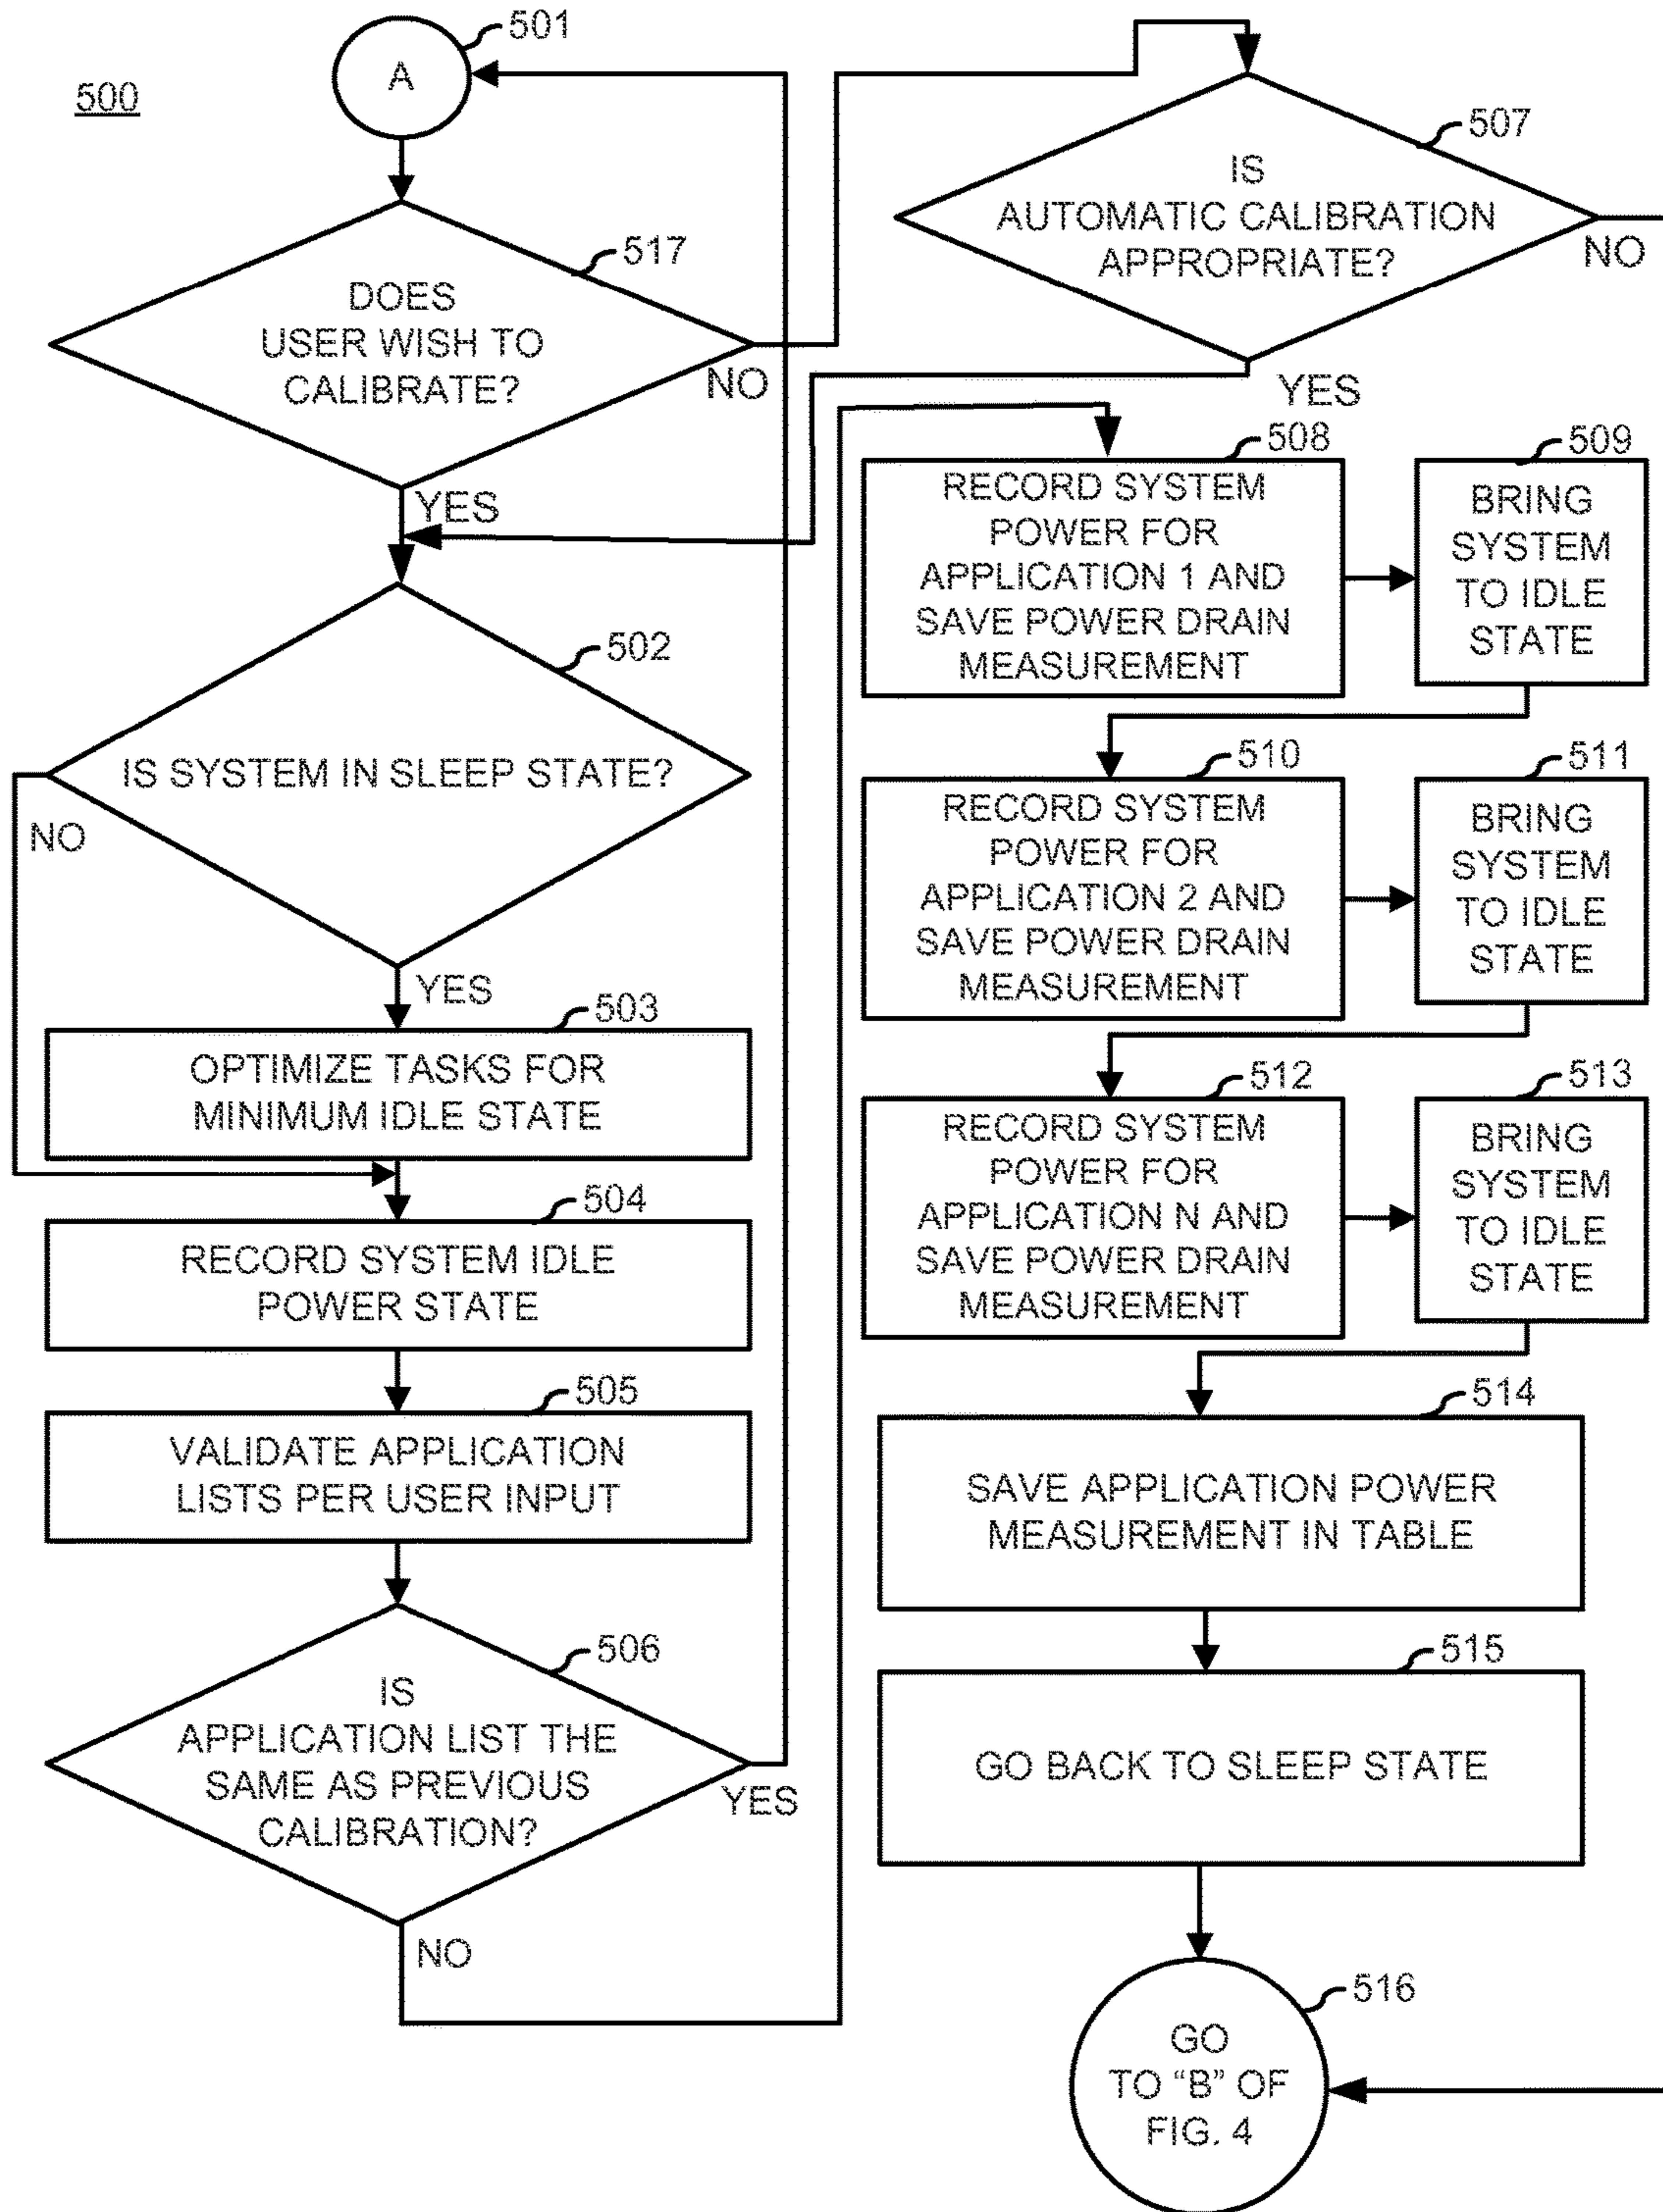 500
501
A
517
DOES
USER WISH TO
CALIBRATE?
NO
YES
502
IS SYSTEM IN SLEEP STATE?
NO
YES
503
OPTIMIZE TASKS FOR
MINIMUM IDLE STATE
504
RECORD SYSTEM IDLE
POWER STATE
505
VALIDATE APPLICATION
LISTS PER USER INPUT
506
IS
APPLICATION LIST THE
SAME AS PREVIOUS
CALIBRATION?
YES
NO
507
IS
AUTOMATIC CALIBRATION
APPROPRIATE?
NO
YES
508
RECORD SYSTEM
POWER FOR
APPLICATION 1 AND
SAVE POWER DRAIN
MEASUREMENT
509
BRING
SYSTEM
TO IDLE
STATE
510
RECORD SYSTEM
POWER FOR
APPLICATION 2 AND
SAVE POWER DRAIN
MEASUREMENT
511
BRING
SYSTEM
TO IDLE
STATE
512
RECORD SYSTEM
POWER FOR
APPLICATION N AND
SAVE POWER DRAIN
MEASUREMENT
513
BRING
SYSTEM
TO IDLE
STATE
514
SAVE APPLICATION POWER
MEASUREMENT IN TABLE
515
GO BACK TO SLEEP STATE
516
GO
TO “B” OF
FIG. 4